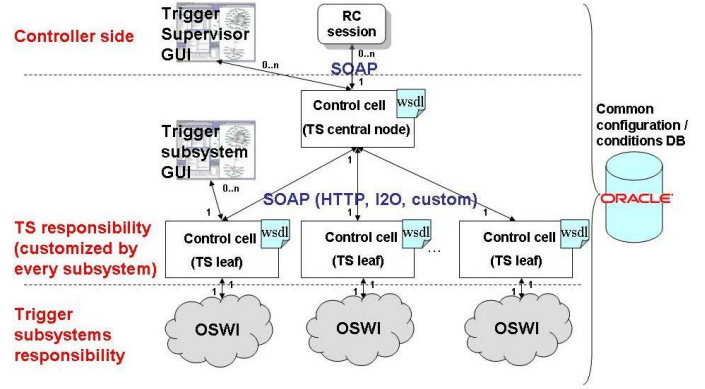 Controller side
Trigger
Supervisor
GUI
RC
session
0..n
0..n
SOAP
1
Control cell
(TS central node)
wsdl
1
Common
configuration /
conditions DB
ORACLE
Trigger
subsystem
GUI
0..n
SOAP (HTTP, I2O, custom)
TS responsibility
(customized by
every subsystem)
1
Control cell
(TS leaf)
wsdl
1
Control cell
(TS leaf)
wsdl
...
1
Control cell
(TS leaf)
wsdl
1 1
1 1
1 1
Trigger
subsystems
responsibility
OSWI
OSWI
OSWI